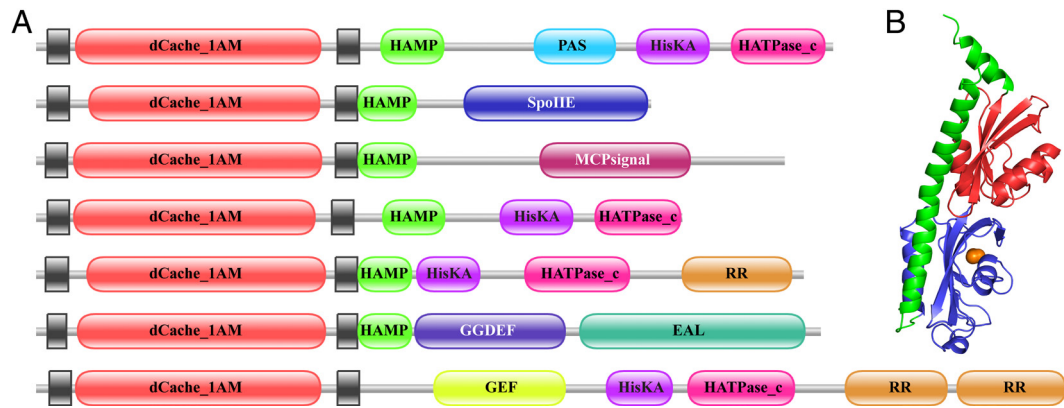 A
B
dCache_1AM HAMP PAS HisKA HATPase_c
dCache_1AM HAMP SpoIIE
dCache_1AM HAMP MCPsignal
dCache_1AM HAMP HisKA HATPase_c
dCache_1AM HAMP HisKA HATPase_c RR
dCache_1AM HAMP GGDEF EAL
dCache_1AM GEF HisKA HATPase_c RR RR